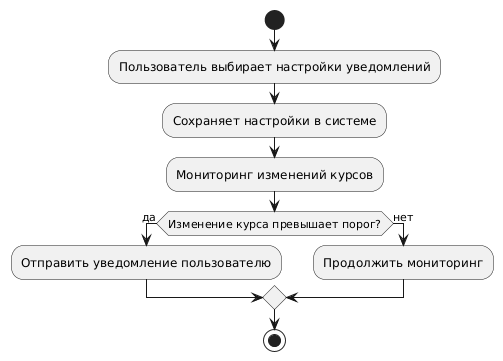 Пользователь выбирает настройки уведомлений
Сохраняет настройки в системе
Мониторинг изменений курсов
да
Изменение курса превышает порог?
нет
Отправить уведомление пользователю
Продолжить мониторинг